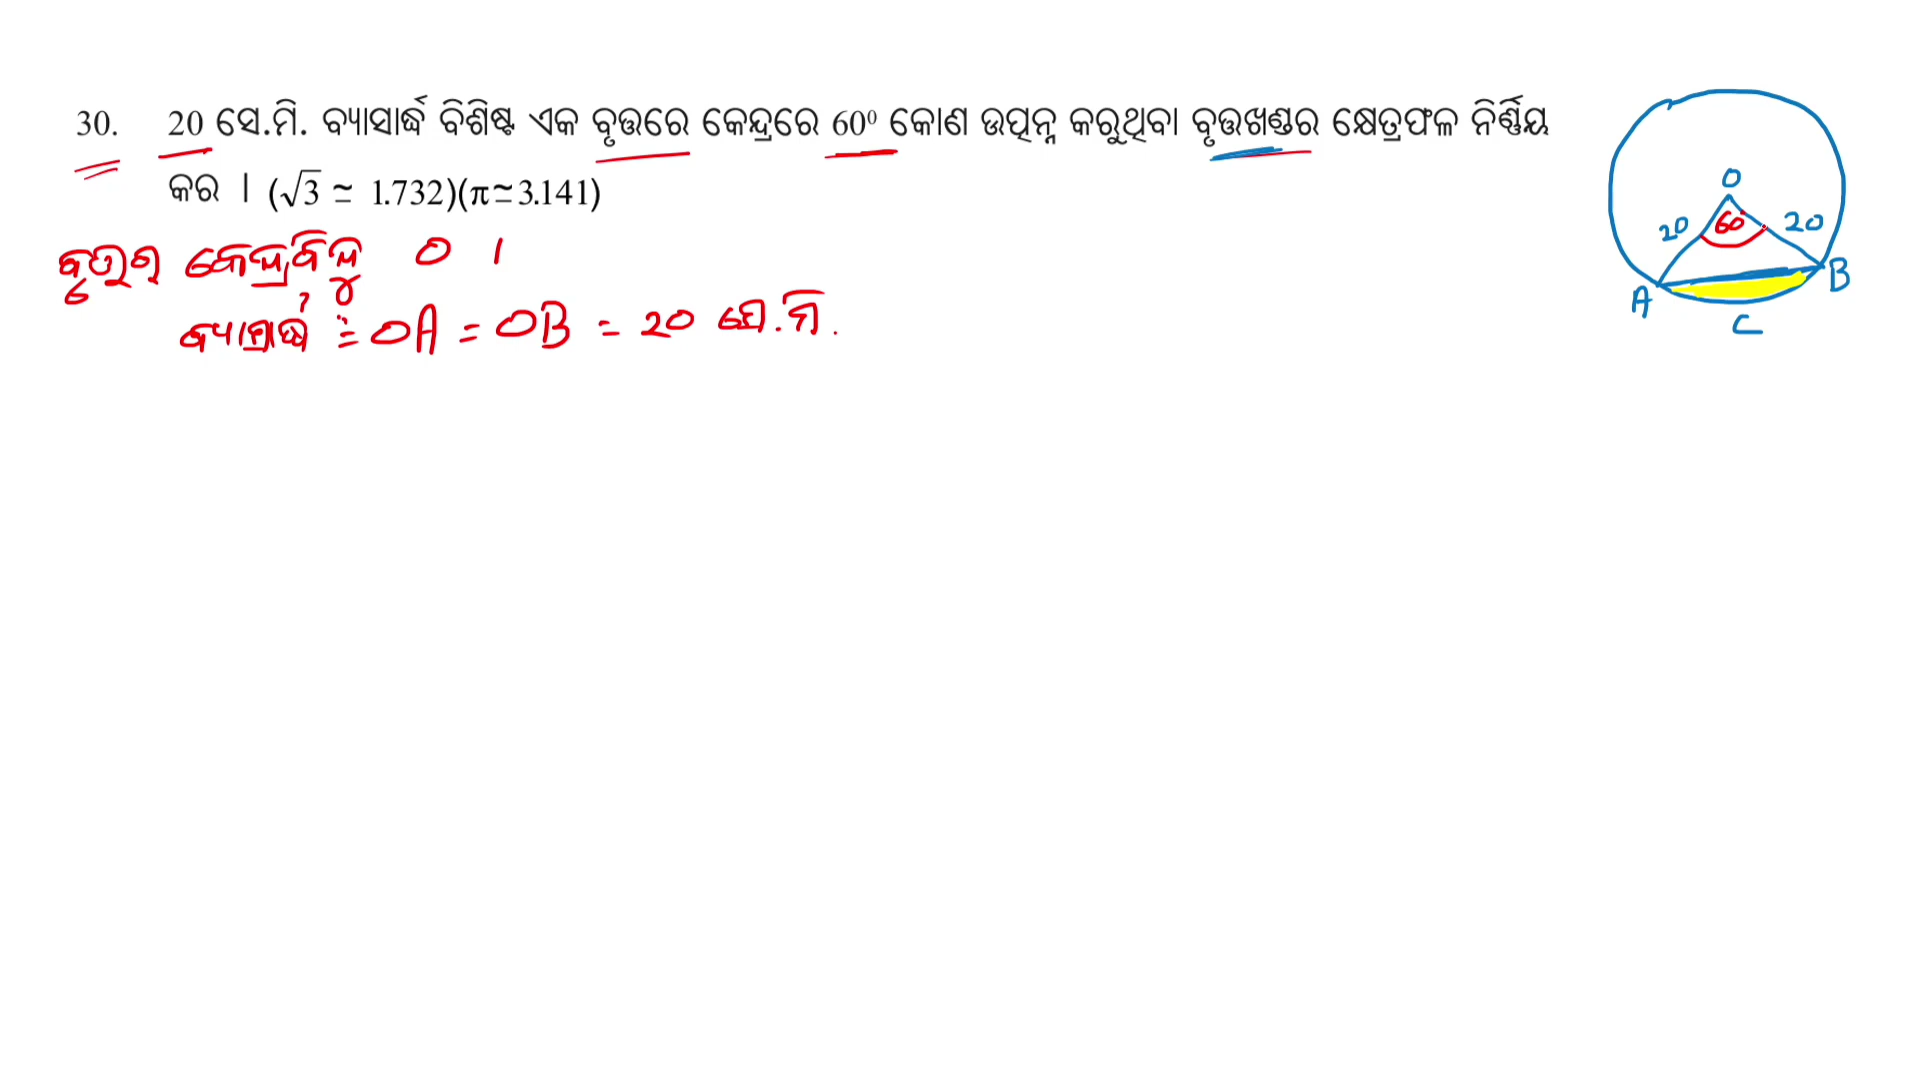 30. 20 ସେ.ମି. ବ୍ୟାସାର୍ଦ୍ଧ ବିଶିଷ୍ଟ ଏକ ବୃତ୍ତରେ କେନ୍ଦ୍ରରେ 60⁰ କୋଣ ଉତ୍ପନ୍ନ କରୁଥିବା ବୃତ୍ତଖଣ୍ଡର କ୍ଷେତ୍ରଫଳ ନିର୍ଣ୍ଣୟ
କର । (√3 ≃ 1.732)(π≃3.141)
ବୃତ୍ତର କେନ୍ଦ୍ରବିନ୍ଦୁ O ।
ବ୍ୟାସାର୍ଦ୍ଧ = OA = OB = 20 ସେ.ମି.
O
20 60 20
A B
C